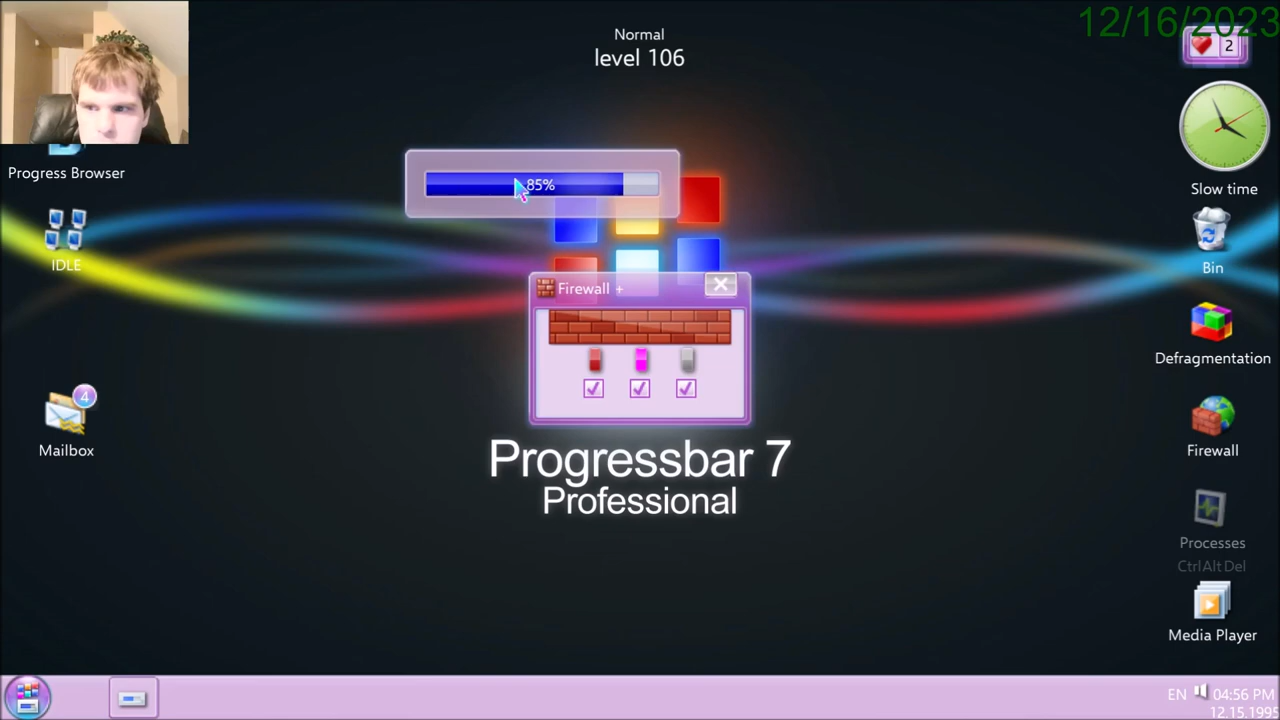 12/16/2023
Normal
level 106
2
Progress Browser
85%
Slow time
IDLE
Bin
Firewall +
Defragmentation
4
Mailbox
Firewall
Progressbar 7
Professional
Processes
CtrlAltDel
Media Player
EN 04:56 PM
12.15.1995